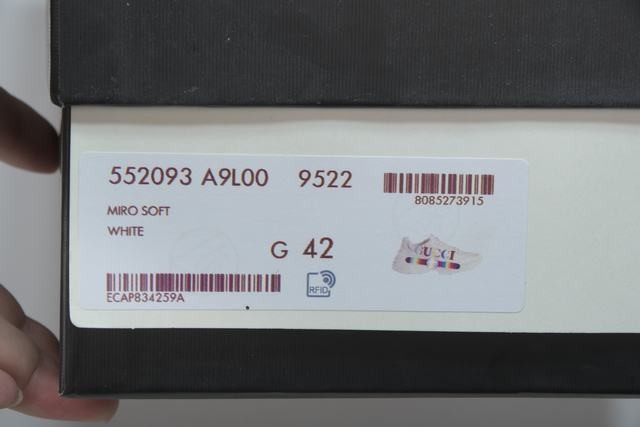 552093 A9L00 9522
8085273915
MIRO SOFT
WHITE
G 42
GUCCI
RFID
ECAP834259A